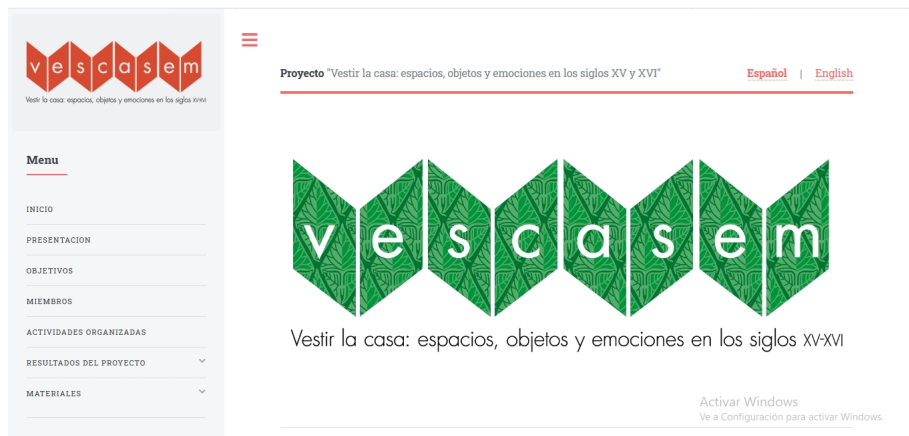 vescasem
Vestir la casa: espacios, objetos y emociones en los siglos XV-XVI
Menu
INICIO
PRESENTACION
OBJETIVOS
MIEMBROS
ACTIVIDADES ORGANIZADAS
RESULTADOS DEL PROYECTO
MATERIALES
Proyecto "Vestir la casa: espacios, objetos y emociones en los siglos XV y XVI"
Español | English
vescasem
Vestir la casa: espacios, objetos y emociones en los siglos XV-XVI
Activar Windows
Ve a Configuración para activar Windows.